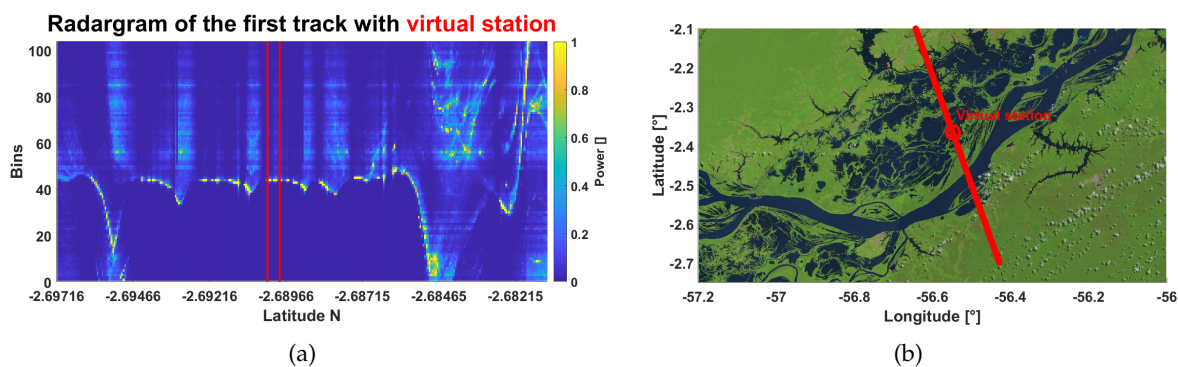 Radargram of the first track with virtual station
100
80
60
40
20
0
Bins
-2.69716 -2.69466 -2.69216 -2.68966 -2.68715 -2.68465 -2.68215
Latitude N
1
0.8
0.6
0.4
0.2
0
Power []
(a)
-2.1
-2.2
-2.3
-2.4
-2.5
-2.6
-2.7
Latitude [°]
Virtual station
-57.2 -57 -56.8 -56.6 -56.4 -56.2 -56
Longitude [°]
(b)